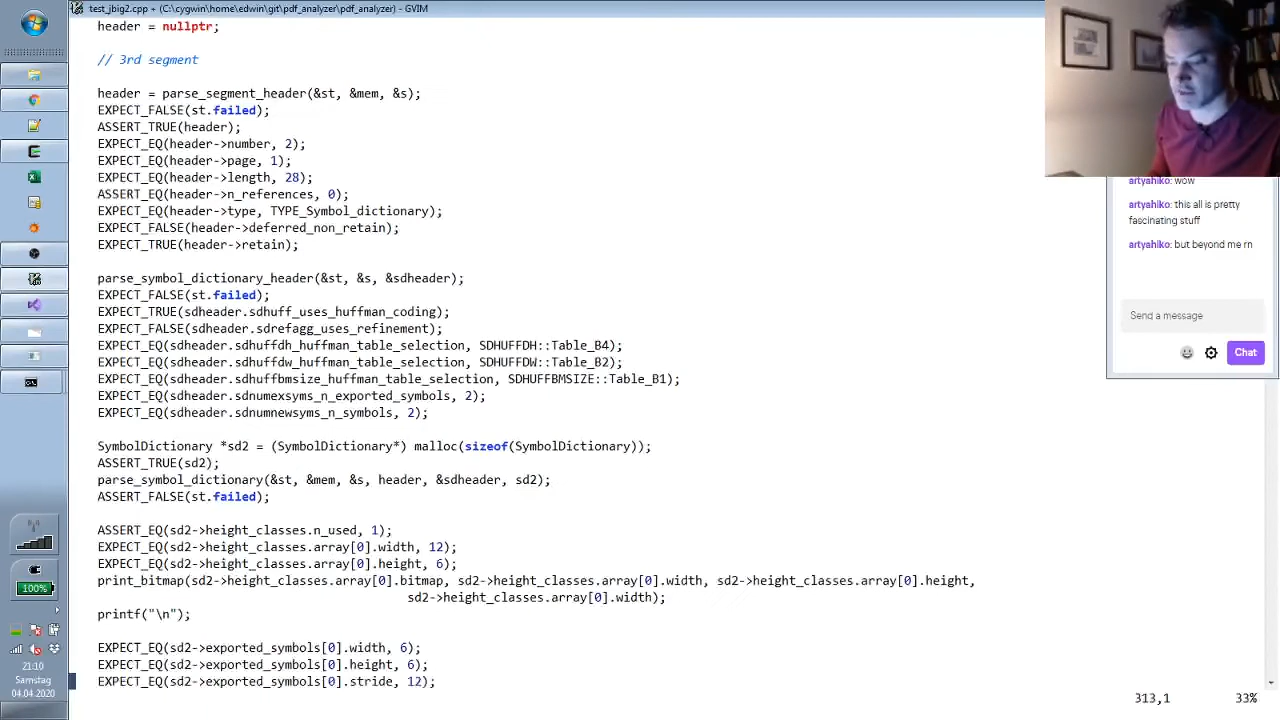 test_jbig2.cpp + (C:\cygwin\home\edwin\git\pdf_analyzer\pdf_analyzer) - GVIM
header = nullptr;
// 3rd segment
header = parse_segment_header(&st, &mem, &s);
EXPECT_FALSE(st.failed);
ASSERT_TRUE(header);
EXPECT_EQ(header->number, 2);
EXPECT_EQ(header->page, 1);
EXPECT_EQ(header->length, 28);
ASSERT_EQ(header->n_references, 0);
EXPECT_EQ(header->type, TYPE_Symbol_dictionary);
EXPECT_FALSE(header->deferred_non_retain);
EXPECT_TRUE(header->retain);
parse_symbol_dictionary_header(&st, &s, &sdheader);
EXPECT_FALSE(st.failed);
EXPECT_TRUE(sdheader.sdhuff_uses_huffman_coding);
EXPECT_FALSE(sdheader.sdrefagg_uses_refinement);
EXPECT_EQ(sdheader.sdhuffdh_huffman_table_selection, SDHUFFDH::Table_B4);
EXPECT_EQ(sdheader.sdhuffdw_huffman_table_selection, SDHUFFDW::Table_B2);
EXPECT_EQ(sdheader.sdhuffbmsize_huffman_table_selection, SDHUFFBMSIZE::Table_B1);
EXPECT_EQ(sdheader.sdnumexsyms_n_exported_symbols, 2);
EXPECT_EQ(sdheader.sdnumnewsyms_n_symbols, 2);
SymbolDictionary *sd2 = (SymbolDictionary*) malloc(sizeof(SymbolDictionary));
ASSERT_TRUE(sd2);
parse_symbol_dictionary(&st, &mem, &s, header, &sdheader, sd2);
ASSERT_FALSE(st.failed);
ASSERT_EQ(sd2->height_classes.n_used, 1);
EXPECT_EQ(sd2->height_classes.array[0].width, 12);
EXPECT_EQ(sd2->height_classes.array[0].height, 6);
print_bitmap(sd2->height_classes.array[0].bitmap, sd2->height_classes.array[0].width, sd2->height_classes.array[0].height,
sd2->height_classes.array[0].width);
printf("\n");
EXPECT_EQ(sd2->exported_symbols[0].width, 6);
EXPECT_EQ(sd2->exported_symbols[0].height, 6);
EXPECT_EQ(sd2->exported_symbols[0].stride, 12);
313,1 33%
artyahiko: wow
artyahiko: this all is pretty
fascinating stuff
artyahiko: but beyond me rn
Send a message
Chat
100%
21:10
Samstag
04.04.2020